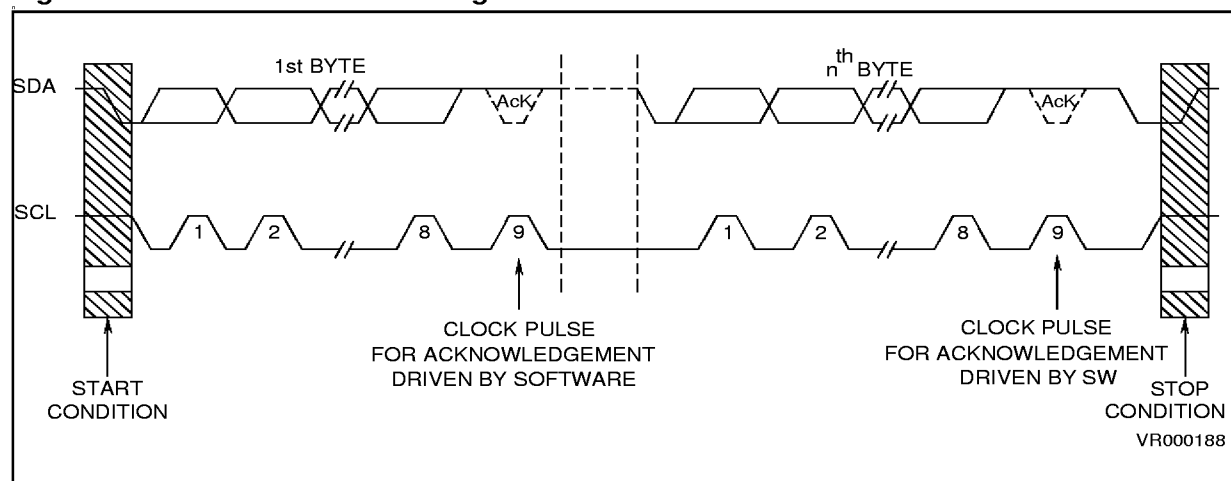 1st BYTE
nth BYTE
SDA
AcK
AcK
SCL
1
2
8
9
1
2
8
9
CLOCK PULSE
FOR ACKNOWLEDGEMENT
DRIVEN BY SOFTWARE
CLOCK PULSE
FOR ACKNOWLEDGEMENT
DRIVEN BY SW
START
CONDITION
STOP
CONDITION
VR000188